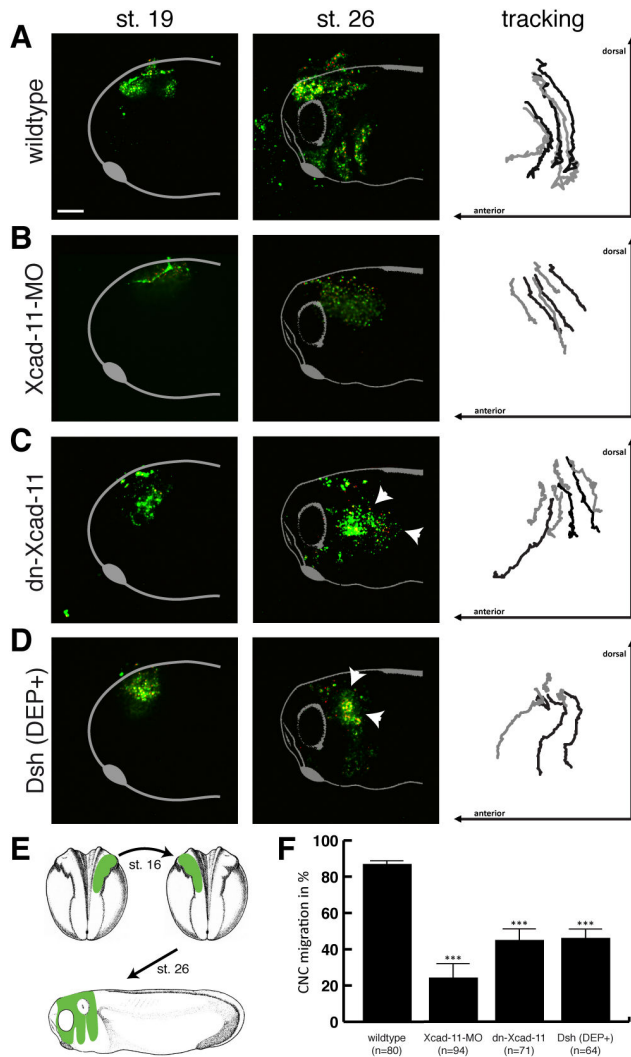 st. 19 st. 26 tracking
A
wildtype
dorsal
anterior
B
Xcad-11-MO
dorsal
anterior
C
dn-Xcad-11
dorsal
anterior
D
Dsh (DEP+)
dorsal
anterior
E
st. 16
st. 26
F
CNC migration in %
100
80
60
40
20
0
*** *** ***
wildtype Xcad-11-MO dn-Xcad-11 Dsh (DEP+)
(n=80) (n=94) (n=71) (n=64)